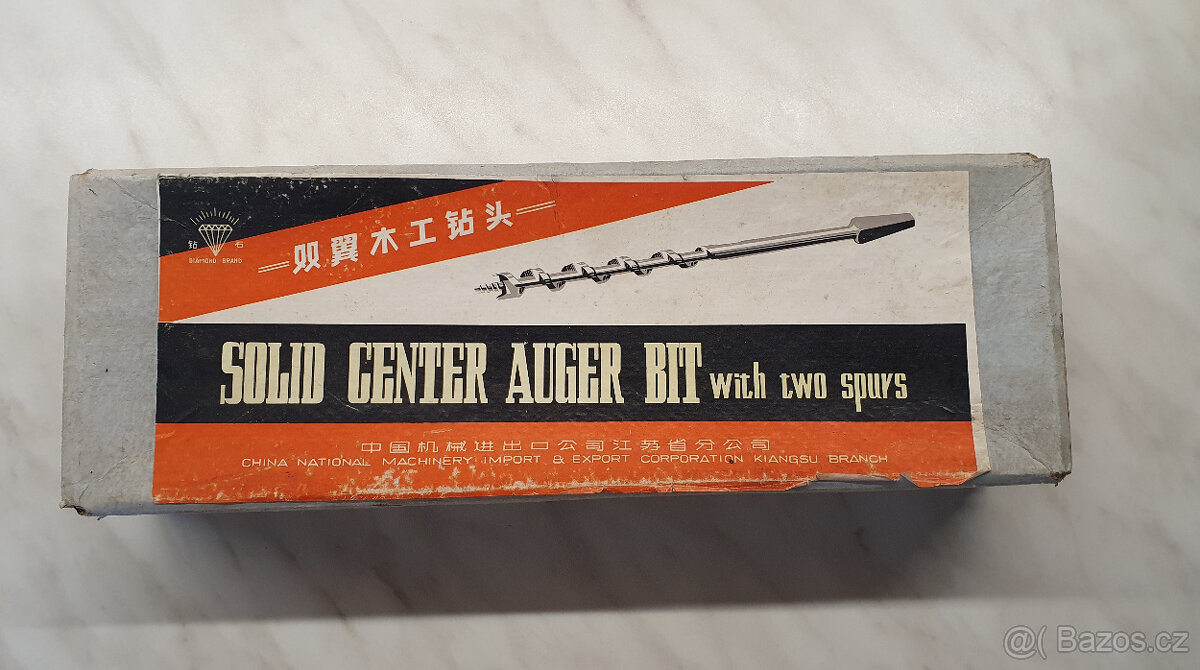 钻石
DIAMOND BRAND
双翼木工钻头
SOLID CENTER AUGER BIT with two spurs
中国机械进出口公司江苏省分公司
CHINA NATIONAL MACHINERY IMPORT & EXPORT CORPORATION KIANGSU BRANCH
@( Bazos.cz